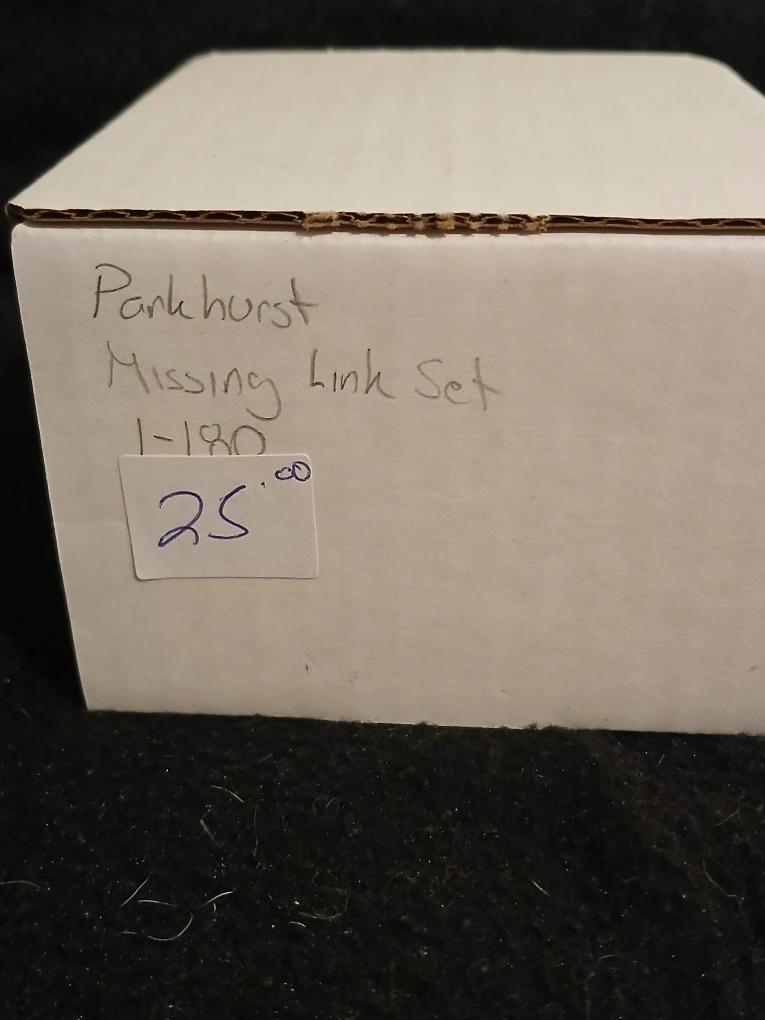 Parkhurst
Missing Link Set
1-180
25.00